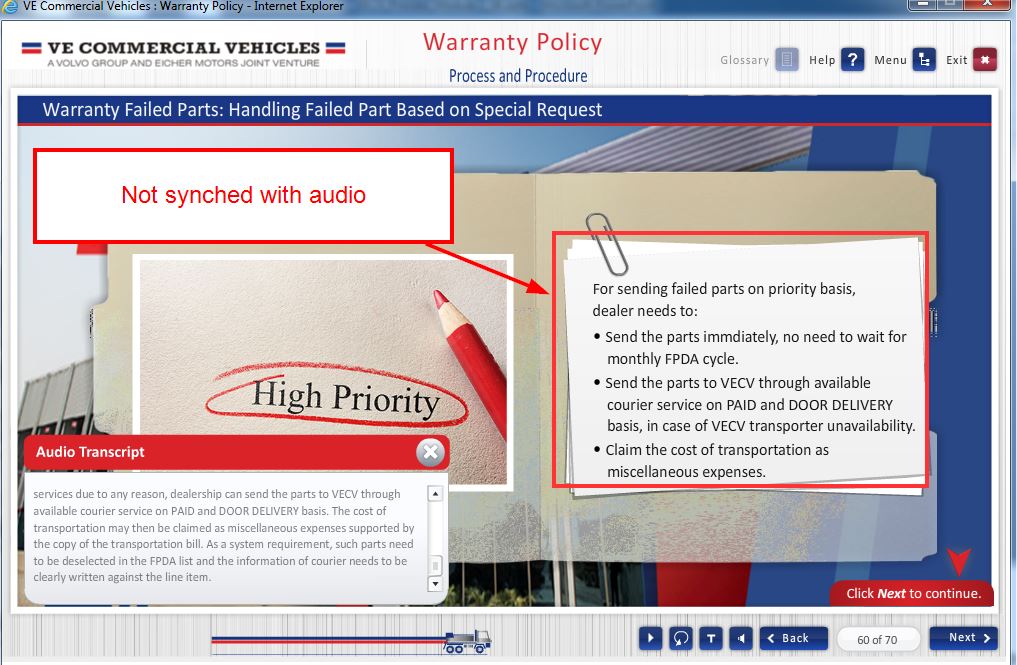 VE Commercial Vehicles : Warranty Policy - Internet Explorer
VE COMMERCIAL VEHICLES
A VOLVO GROUP AND EICHER MOTORS JOINT VENTURE
Warranty Policy
Process and Procedure
Glossary Help ? Menu Exit
Warranty Failed Parts: Handling Failed Part Based on Special Request
Not synched with audio
High Priority
For sending failed parts on priority basis,
dealer needs to:
• Send the parts immdiately, no need to wait for
monthly FPDA cycle.
• Send the parts to VECV through available
courier service on PAID and DOOR DELIVERY
basis, in case of VECV transporter unavailability.
• Claim the cost of transportation as
miscellaneous expenses.
Audio Transcript
services due to any reason, dealership can send the parts to VECV through
available courier service on PAID and DOOR DELIVERY basis. The cost of
transportation may then be claimed as miscellaneous expenses supported by
the copy of the transportation bill. As a system requirement, such parts need
to be deselected in the FPDA list and the information of courier needs to be
clearly written against the line item.
Click Next to continue.
T Back 60 of 70 Next